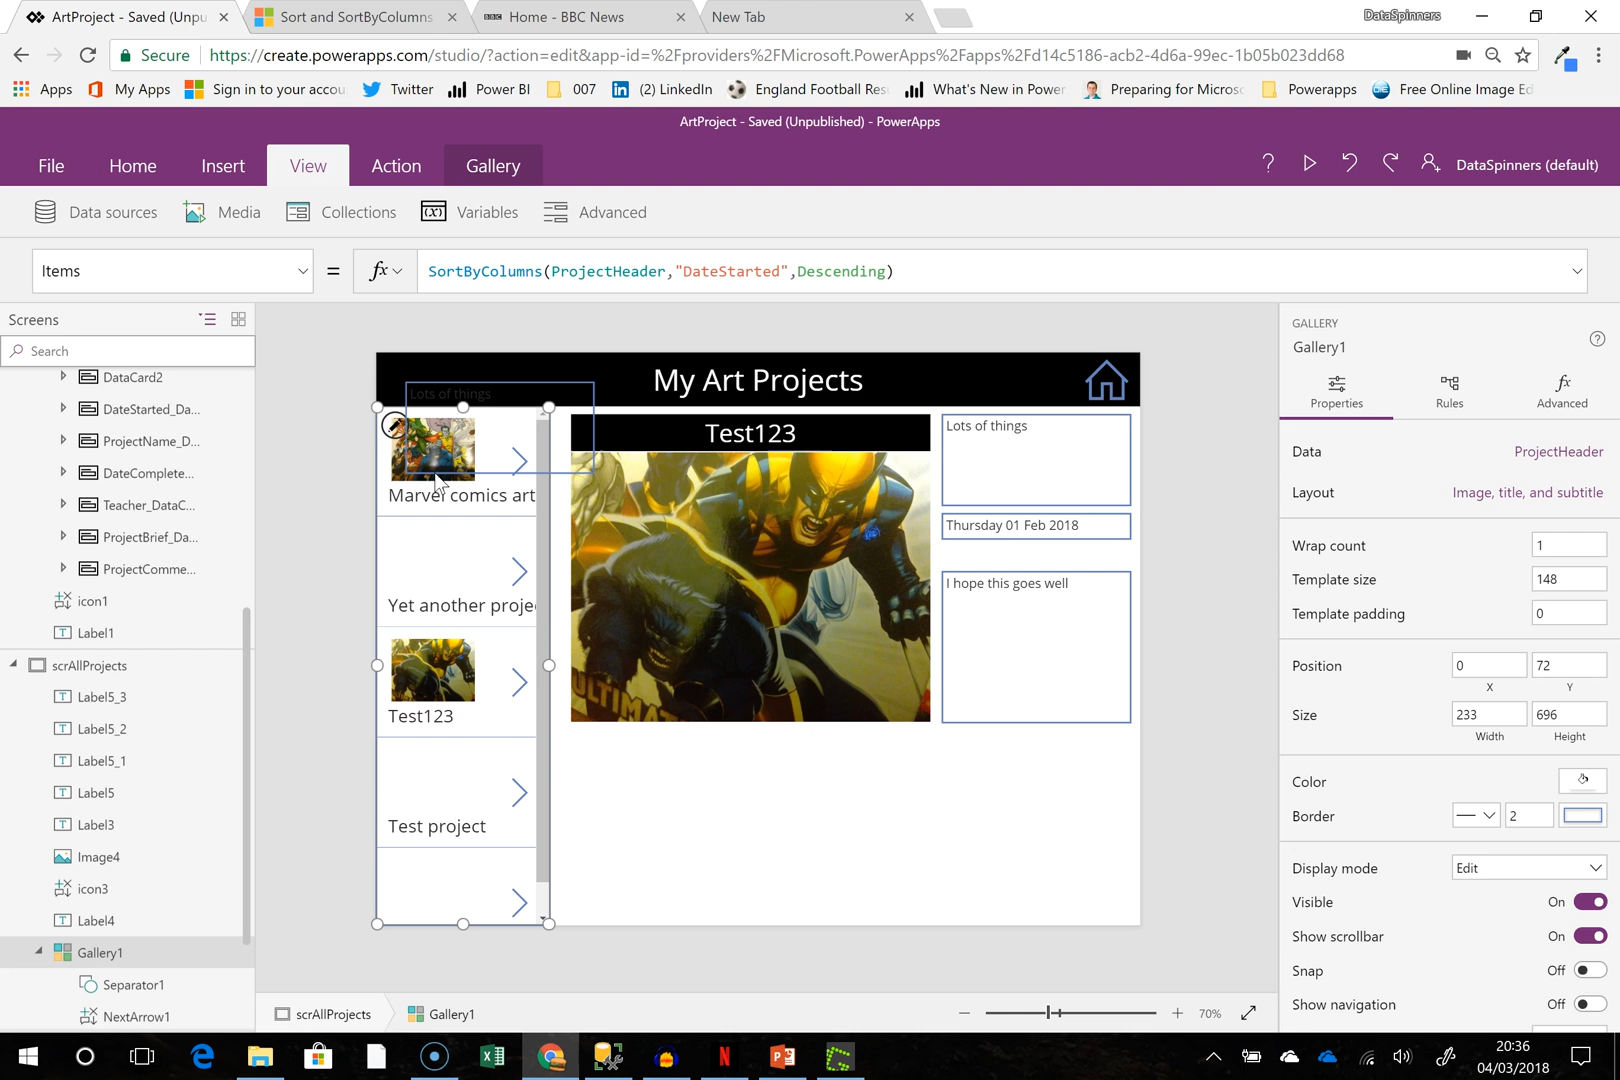 ArtProject - Saved (Unpu
Sort and SortByColumns
BBC
Home - BBC News
New Tab
DataSpinners
Secure
https://create.powerapps.com/studio/?action=edit&app-id=%2Fproviders%2FMicrosoft.PowerApps%2Fapps%2Fd14c5186-acb2-4d6a-99ec-1b05b023dd68
Apps
My Apps
Sign in to your accou
Twitter
Power BI
007
(2) LinkedIn
England Football Res
What's New in Power
Preparing for Microso
Powerapps
Free Online Image Ed
ArtProject - Saved (Unpublished) - PowerApps
File
Home
Insert
View
Action
Gallery
DataSpinners (default)
Data sources
Media
Collections
Variables
Advanced
Items
=
fx
SortByColumns(ProjectHeader,"DateStarted",Descending)
Screens
Search
DataCard2
DateStarted_Da...
ProjectName_D...
DateComplete...
Teacher_DataC...
ProjectBrief_Da...
ProjectComme...
icon1
Label1
scrAllProjects
Label5_3
Label5_2
Label5_1
Label5
Label3
Image4
icon3
Label4
Gallery1
Separator1
NextArrow1
My Art Projects
Lots of things
Marvel comics art
Yet another proje
Test123
Test project
Test123
ULTIMAT
Lots of things
Thursday 01 Feb 2018
I hope this goes well
scrAllProjects
Gallery1
70%
GALLERY
Gallery1
Properties
Rules
fx
Advanced
Data
ProjectHeader
Layout
Image, title, and subtitle
Wrap count
1
Template size
148
Template padding
0
Position
0
72
X
Y
Size
233
696
Width
Height
Color
Border
2
Display mode
Edit
Visible
On
Show scrollbar
On
Snap
Off
Show navigation
Off
20:36
04/03/2018